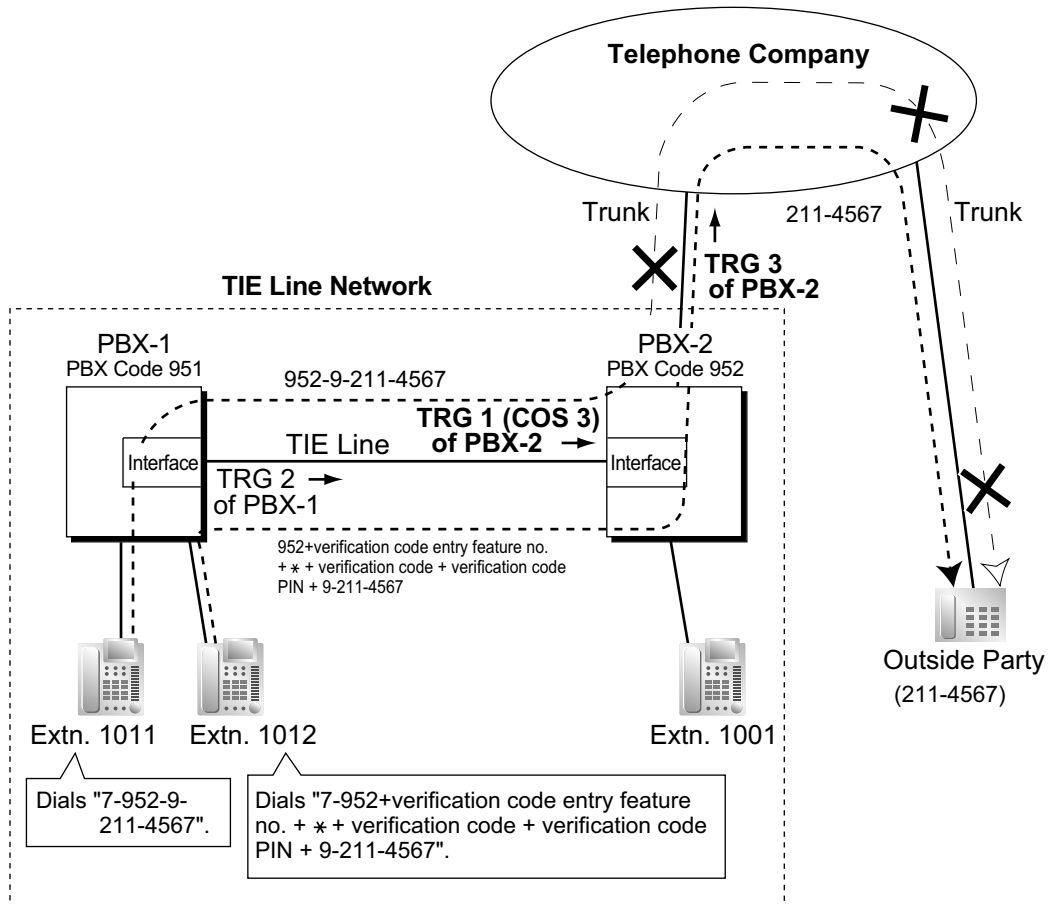 Telephone Company
Trunk
211-4567
Trunk
TRG 3
of PBX-2
TIE Line Network
PBX-1
PBX Code 951
PBX-2
PBX Code 952
952-9-211-4567
TRG 1 (COS 3)
of PBX-2
TIE Line
Interface
Interface
TRG 2
of PBX-1
952+verification code entry feature no.
+ * + verification code + verification code
PIN + 9-211-4567
Outside Party
(211-4567)
Extn. 1011
Extn. 1012
Extn. 1001
Dials "7-952-9-
211-4567".
Dials "7-952+verification code entry feature
no. + * + verification code + verification code
PIN + 9-211-4567".